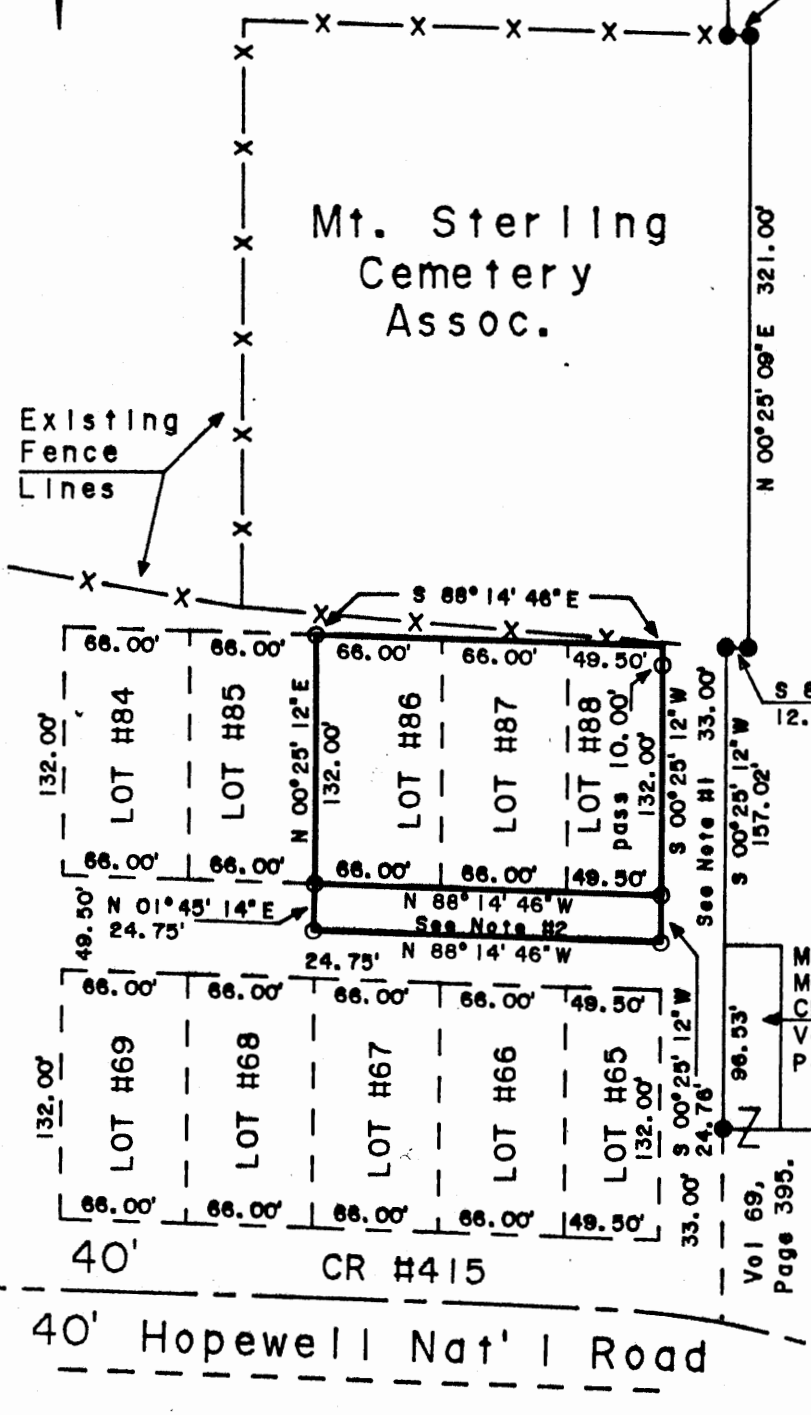 Mt. Sterling
Cemetery
Assoc.
N 00° 25' 09" E 321.00'
Existing
Fence
Lines
S 88° 14' 46" E
66.00'
66.00'
66.00'
66.00'
49.50'
132.00'
LOT #84
LOT #85
N 00° 25' 12" E
132.00'
LOT #86
LOT #87
LOT #88
pass 10.00'
132.00'
S 00° 25' 12" W
See Note #1 33.00'
S 00° 25' 12" W
157.02'
S 8
12.
66.00'
66.00'
66.00'
66.00'
49.50'
N 88° 14' 46" W
See Note #2
N 88° 14' 46" W
49.50'
N 01° 45' 14" E
24.75'
24.75'
66.00'
66.00'
66.00'
66.00'
49.50'
132.00'
LOT #69
LOT #68
LOT #67
LOT #66
LOT #65
132.00'
S 00° 25' 12" W
24.76'
33.00'
96.53'
M
M
C
V
P
Vol 69,
Page 395.
66.00'
66.00'
66.00'
66.00'
49.50'
40'
CR #415
40' Hopewell Nat'l Road